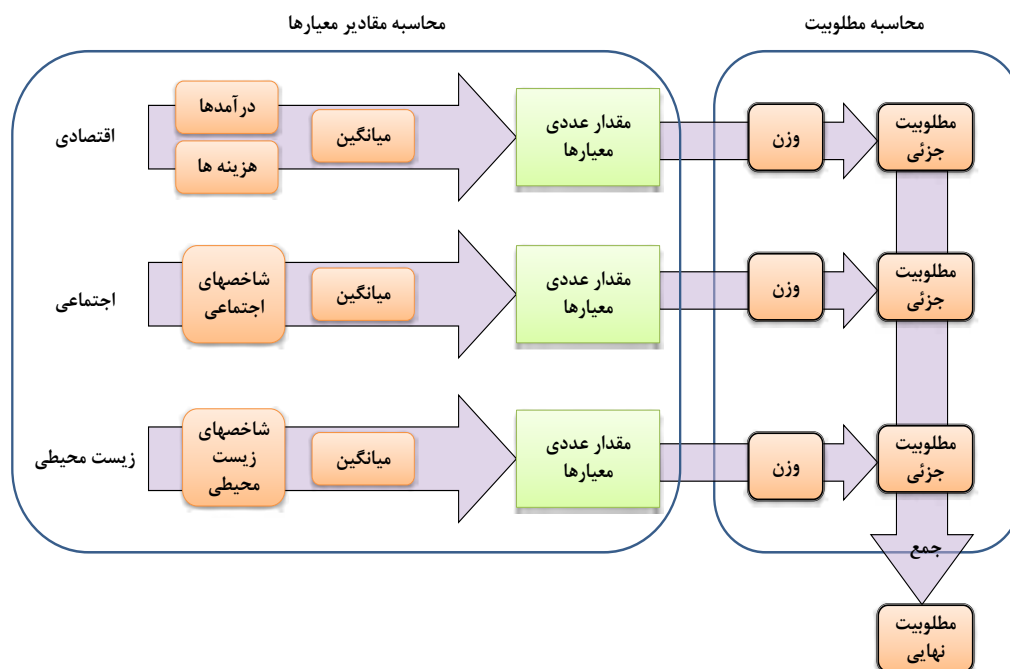 محاسبه مقادیر معیارها
محاسبه مطلوبیت
اقتصادی
درآمدها
هزینه ها
میانگین
مقدار عددی
معیارها
وزن
مطلوبیت
جزئی
اجتماعی
شاخصهای
اجتماعی
میانگین
مقدار عددی
معیارها
وزن
مطلوبیت
جزئی
زیست محیطی
شاخصهای
زیست
محیطی
میانگین
مقدار عددی
معیارها
وزن
مطلوبیت
جزئی
جمع
مطلوبیت
نهایی